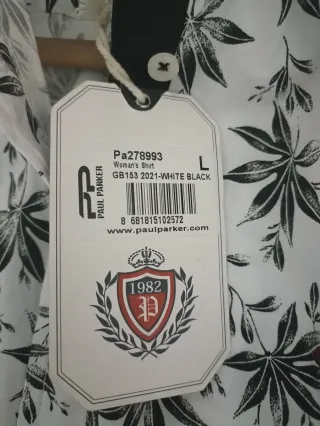 Pa278993
Woman's Shirt
L
GB153 2021-WHITE BLACK
PAUL PARKER
8 681815102572
www.paulparker.com
1982
P